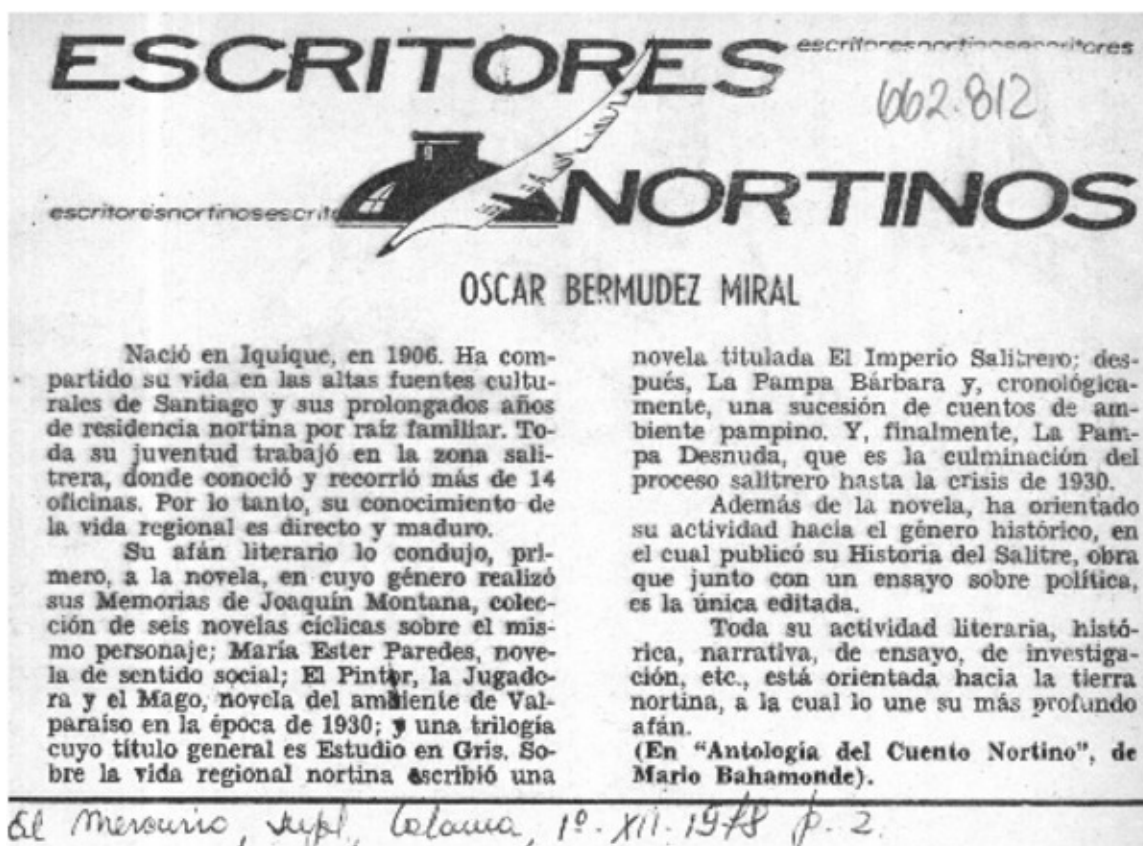 ESCRITORES
escritoresnortinosescritores
662.812
NORTINOS
escritoresnortinosescrito
OSCAR BERMUDEZ MIRAL
Nació en Iquique, en 1906. Ha com-
partido su vida en las altas fuentes cultu-
rales de Santiago y sus prolongados años
de residencia nortina por raíz familiar. To-
da su juventud trabajó en la zona sali-
trera, donde conoció y recorrió más de 14
oficinas. Por lo tanto, su conocimiento de
la vida regional es directo y maduro.
Su afán literario lo condujo, pri-
mero, a la novela, en cuyo género realizó
sus Memorias de Joaquín Montana, colec-
ción de seis novelas cíclicas sobre el mis-
mo personaje; María Ester Paredes, nove-
la de sentido social; El Pintor, la Jugado-
ra y el Mago, novela del ambiente de Val-
paraíso en la época de 1930; y una trilogía
cuyo título general es Estudio en Gris. So-
bre la vida regional nortina escribió una
novela titulada El Imperio Salitrero; des-
pués, La Pampa Bárbara y, cronológica-
mente, una sucesión de cuentos de am-
biente pampino. Y, finalmente, La Pam-
pa Desnuda, que es la culminación del
proceso salitrero hasta la crisis de 1930.
Además de la novela, ha orientado
su actividad hacia el género histórico, en
el cual publicó su Historia del Salitre, obra
que junto con un ensayo sobre política,
es la única editada.
Toda su actividad literaria, histó-
rica, narrativa, de ensayo, de investiga-
ción, etc., está orientada hacia la tierra
nortina, a la cual lo une su más profundo
afán.
(En "Antología del Cuento Nortino", de
Mario Bahamonde).
El Mercurio, supl, Calama, 1º. XII. 1978 p. 2.